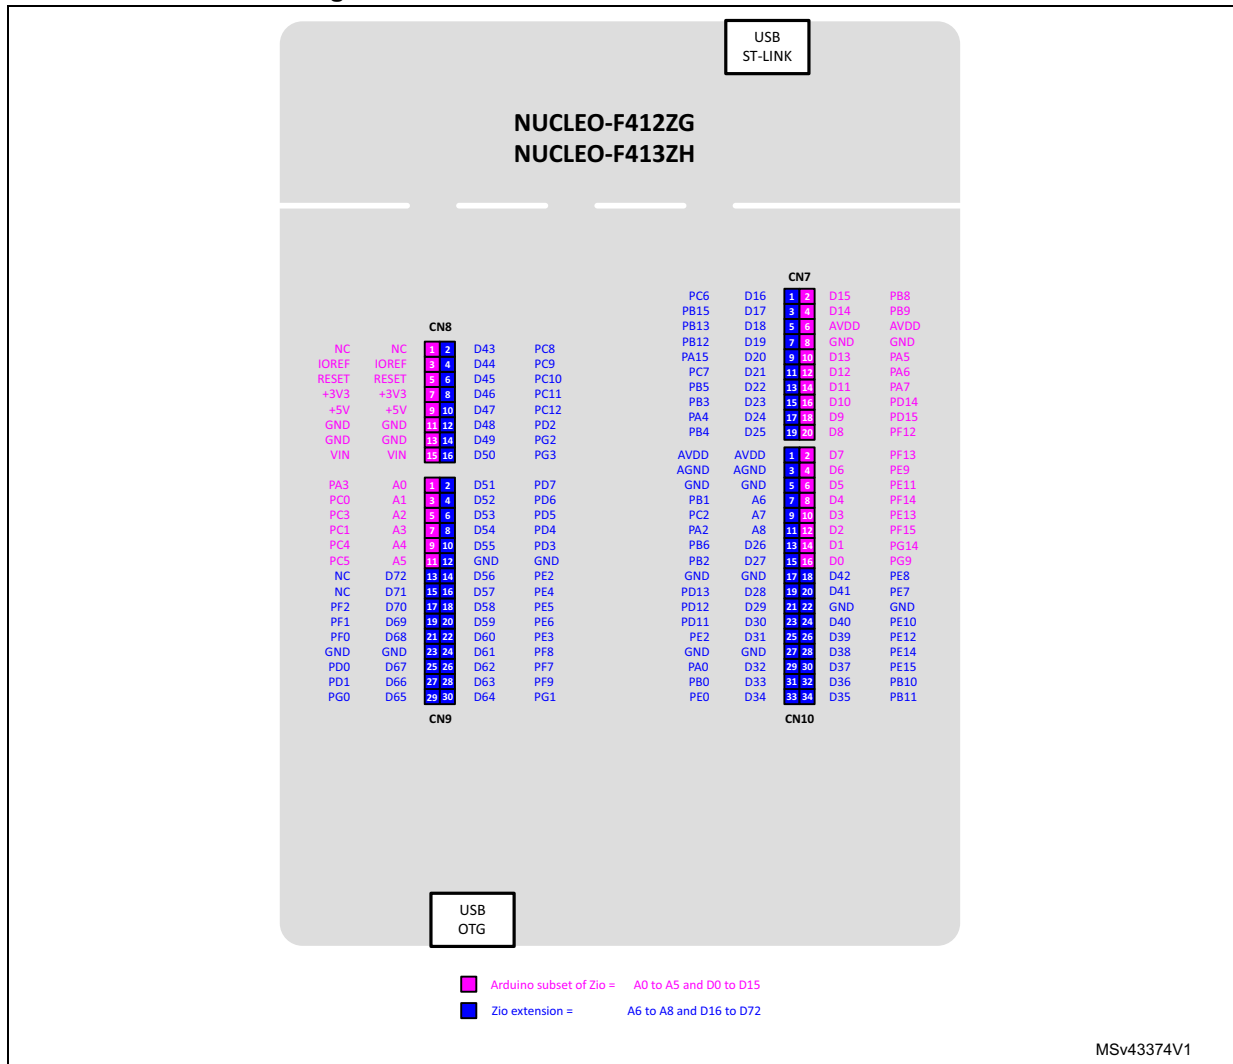 USB
ST-LINK
NUCLEO-F412ZG
NUCLEO-F413ZH
CN8
NC NC 1 2 D43 PC8
IOREF IOREF 3 4 D44 PC9
RESET RESET 5 6 D45 PC10
+3V3 +3V3 7 8 D46 PC11
+5V +5V 9 10 D47 PC12
GND GND 11 12 D48 PD2
GND GND 13 14 D49 PG2
VIN VIN 15 16 D50 PG3
PA3 A0 1 2 D51 PD7
PC0 A1 3 4 D52 PD6
PC3 A2 5 6 D53 PD5
PC1 A3 7 8 D54 PD4
PC4 A4 9 10 D55 PD3
PC5 A5 11 12 GND GND
NC D72 13 14 D56 PE2
NC D71 15 16 D57 PE4
PF2 D70 17 18 D58 PE5
PF1 D69 19 20 D59 PE6
PF0 D68 21 22 D60 PE3
GND GND 23 24 D61 PF8
PD0 D67 25 26 D62 PF7
PD1 D66 27 28 D63 PF9
PG0 D65 29 30 D64 PG1
CN9
CN7
PC6 D16 1 2 D15 PB8
PB15 D17 3 4 D14 PB9
PB13 D18 5 6 AVDD AVDD
PB12 D19 7 8 GND GND
PA15 D20 9 10 D13 PA5
PC7 D21 11 12 D12 PA6
PB5 D22 13 14 D11 PA7
PB3 D23 15 16 D10 PD14
PA4 D24 17 18 D9 PD15
PB4 D25 19 20 D8 PF12
AVDD AVDD 1 2 D7 PF13
AGND AGND 3 4 D6 PE9
GND GND 5 6 D5 PE11
PB1 A6 7 8 D4 PF14
PC2 A7 9 10 D3 PE13
PA2 A8 11 12 D2 PF15
PB6 D26 13 14 D1 PG14
PB2 D27 15 16 D0 PG9
GND GND 17 18 D42 PE8
PD13 D28 19 20 D41 PE7
PD12 D29 21 22 GND GND
PD11 D30 23 24 D40 PE10
PE2 D31 25 26 D39 PE12
GND GND 27 28 D38 PE14
PA0 D32 29 30 D37 PE15
PB0 D33 31 32 D36 PB10
PE0 D34 33 34 D35 PB11
CN10
USB
OTG
Arduino subset of Zio = A0 to A5 and D0 to D15
Zio extension = A6 to A8 and D16 to D72
MSv43374V1